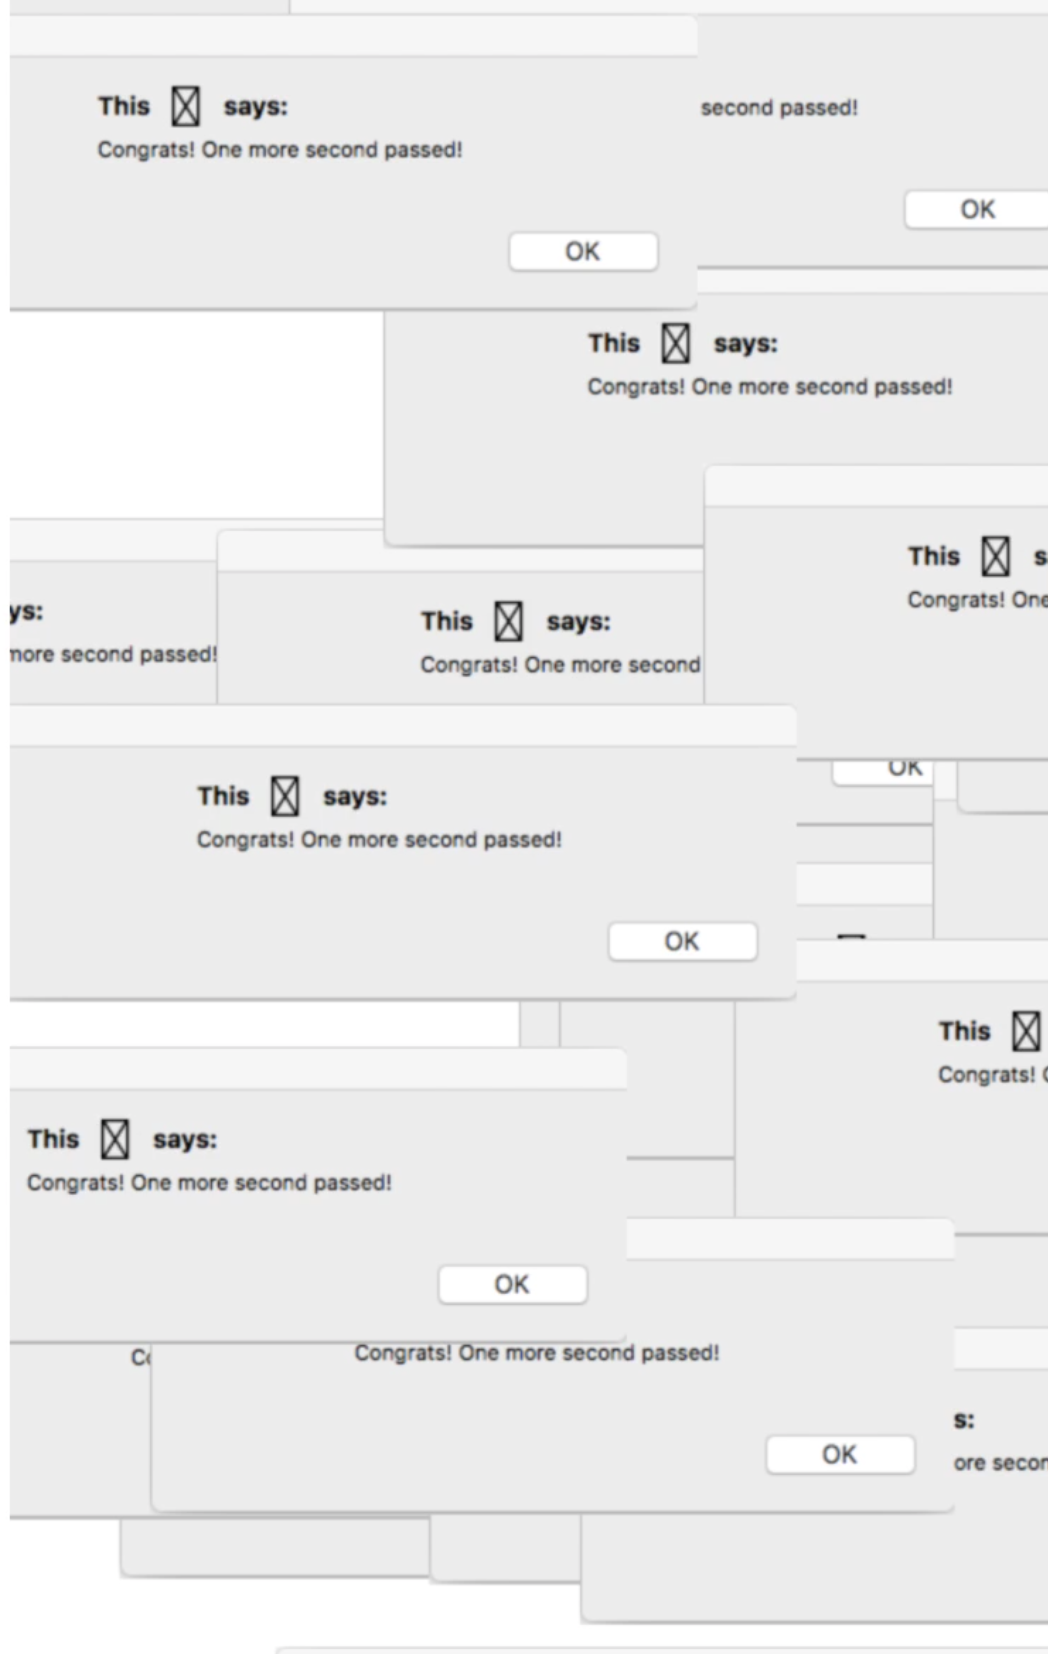 This ☒ says:
Congrats! One more second passed!
OK
second passed!
OK
This ☒ says:
Congrats! One more second passed!
This ☒ s
Congrats! One
ys:
more second passed!
This ☒ says:
Congrats! One more second
OK
This ☒ says:
Congrats! One more second passed!
OK
This ☒
Congrats!
This ☒ says:
Congrats! One more second passed!
OK
Congrats! One more second passed!
OK
s:
ore secon